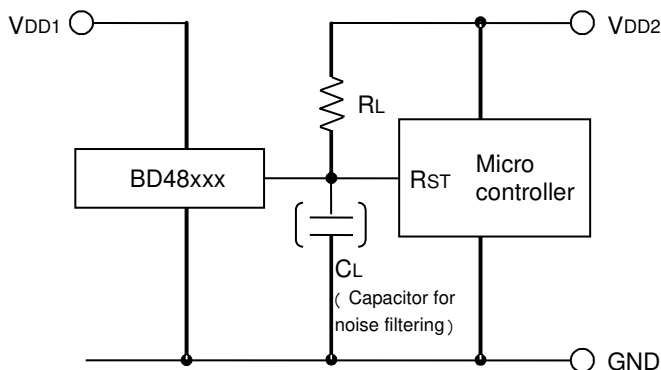 VDD1
VDD2
RL
BD48xxx
RST
Micro
controller
CL
( Capacitor for
noise filtering )
GND